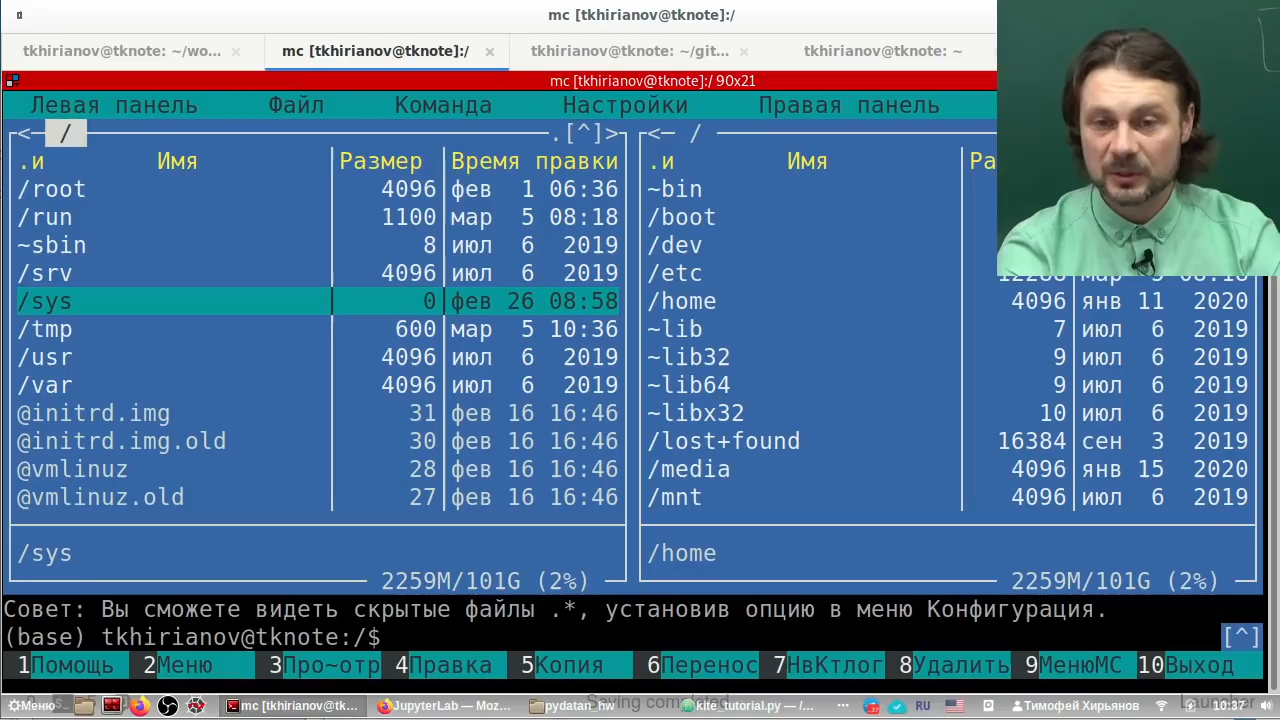 mc [tkhirianov@tknote]:/
tkhirianov@tknote: ~/wo... × mc [tkhirianov@tknote]:/ × tkhirianov@tknote: ~/git... × tkhirianov@tknote: ~
mc [tkhirianov@tknote]:/ 90x21
Левая панель Файл Команда Настройки Правая панель
<─ / .[^]> <─ /
.и Имя Размер Время правки .и Имя Ра
/root 4096 фев 1 06:36 ~bin
/run 1100 мар 5 08:18 /boot
~sbin 8 июл 6 2019 /dev
/srv 4096 июл 6 2019 /etc
/sys 0 фев 26 08:58 /home 4096 янв 11 2020
/tmp 600 мар 5 10:36 ~lib 7 июл 6 2019
/usr 4096 июл 6 2019 ~lib32 9 июл 6 2019
/var 4096 июл 6 2019 ~lib64 9 июл 6 2019
@initrd.img 31 фев 16 16:46 ~libx32 10 июл 6 2019
@initrd.img.old 30 фев 16 16:46 /lost+found 16384 сен 3 2019
@vmlinuz 28 фев 16 16:46 /media 4096 янв 15 2020
@vmlinuz.old 27 фев 16 16:46 /mnt 4096 июл 6 2019
/sys /home
2259M/101G (2%) 2259M/101G (2%)
Совет: Вы сможете видеть скрытые файлы .*, установив опцию в меню Конфигурация.
(base) tkhirianov@tknote:/$ [^]
1Помощь 2Меню 3Про~отр 4Правка 5Копия 6Перенос 7НвКтлог 8Удалить 9МенюМС 10Выход
Saving completed Launcher
Меню mc [tkhirianov@tk... JupyterLab — Moz... pydatan_hw kite_tutorial.py — /... ... RU Тимофей Хирьянов 10:37